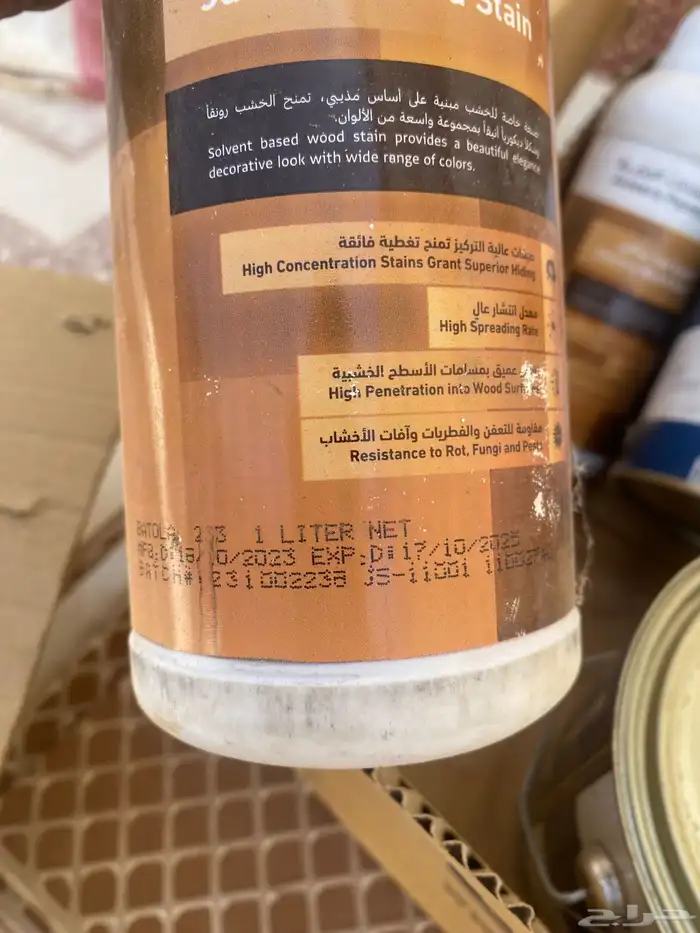 Stain
خاصة للخشب مبنية على أساس مذيبي، تمنح الخشب رونقاً
وشكلاً ديكورياً أنيقاً بمجموعة واسعة من الألوان.
Solvent based wood stain provides a beautiful elegance
decorative look with wide range of colors.
صبغات عالية التركيز تمنح تغطية فائقة
High Concentration Stains Grant Superior Hiding
معدل انتشار عالٍ
High Spreading Rate
عميق بمسامات الأسطح الخشبية
High Penetration into Wood
مقاومة للتعفن والفطريات وآفات الأخشاب
Resistance to Rot, Fungi and Pests
1 LITER NET
EXP.D: 17/10/2025
BATCH# 231002238 JS-11001
حراج